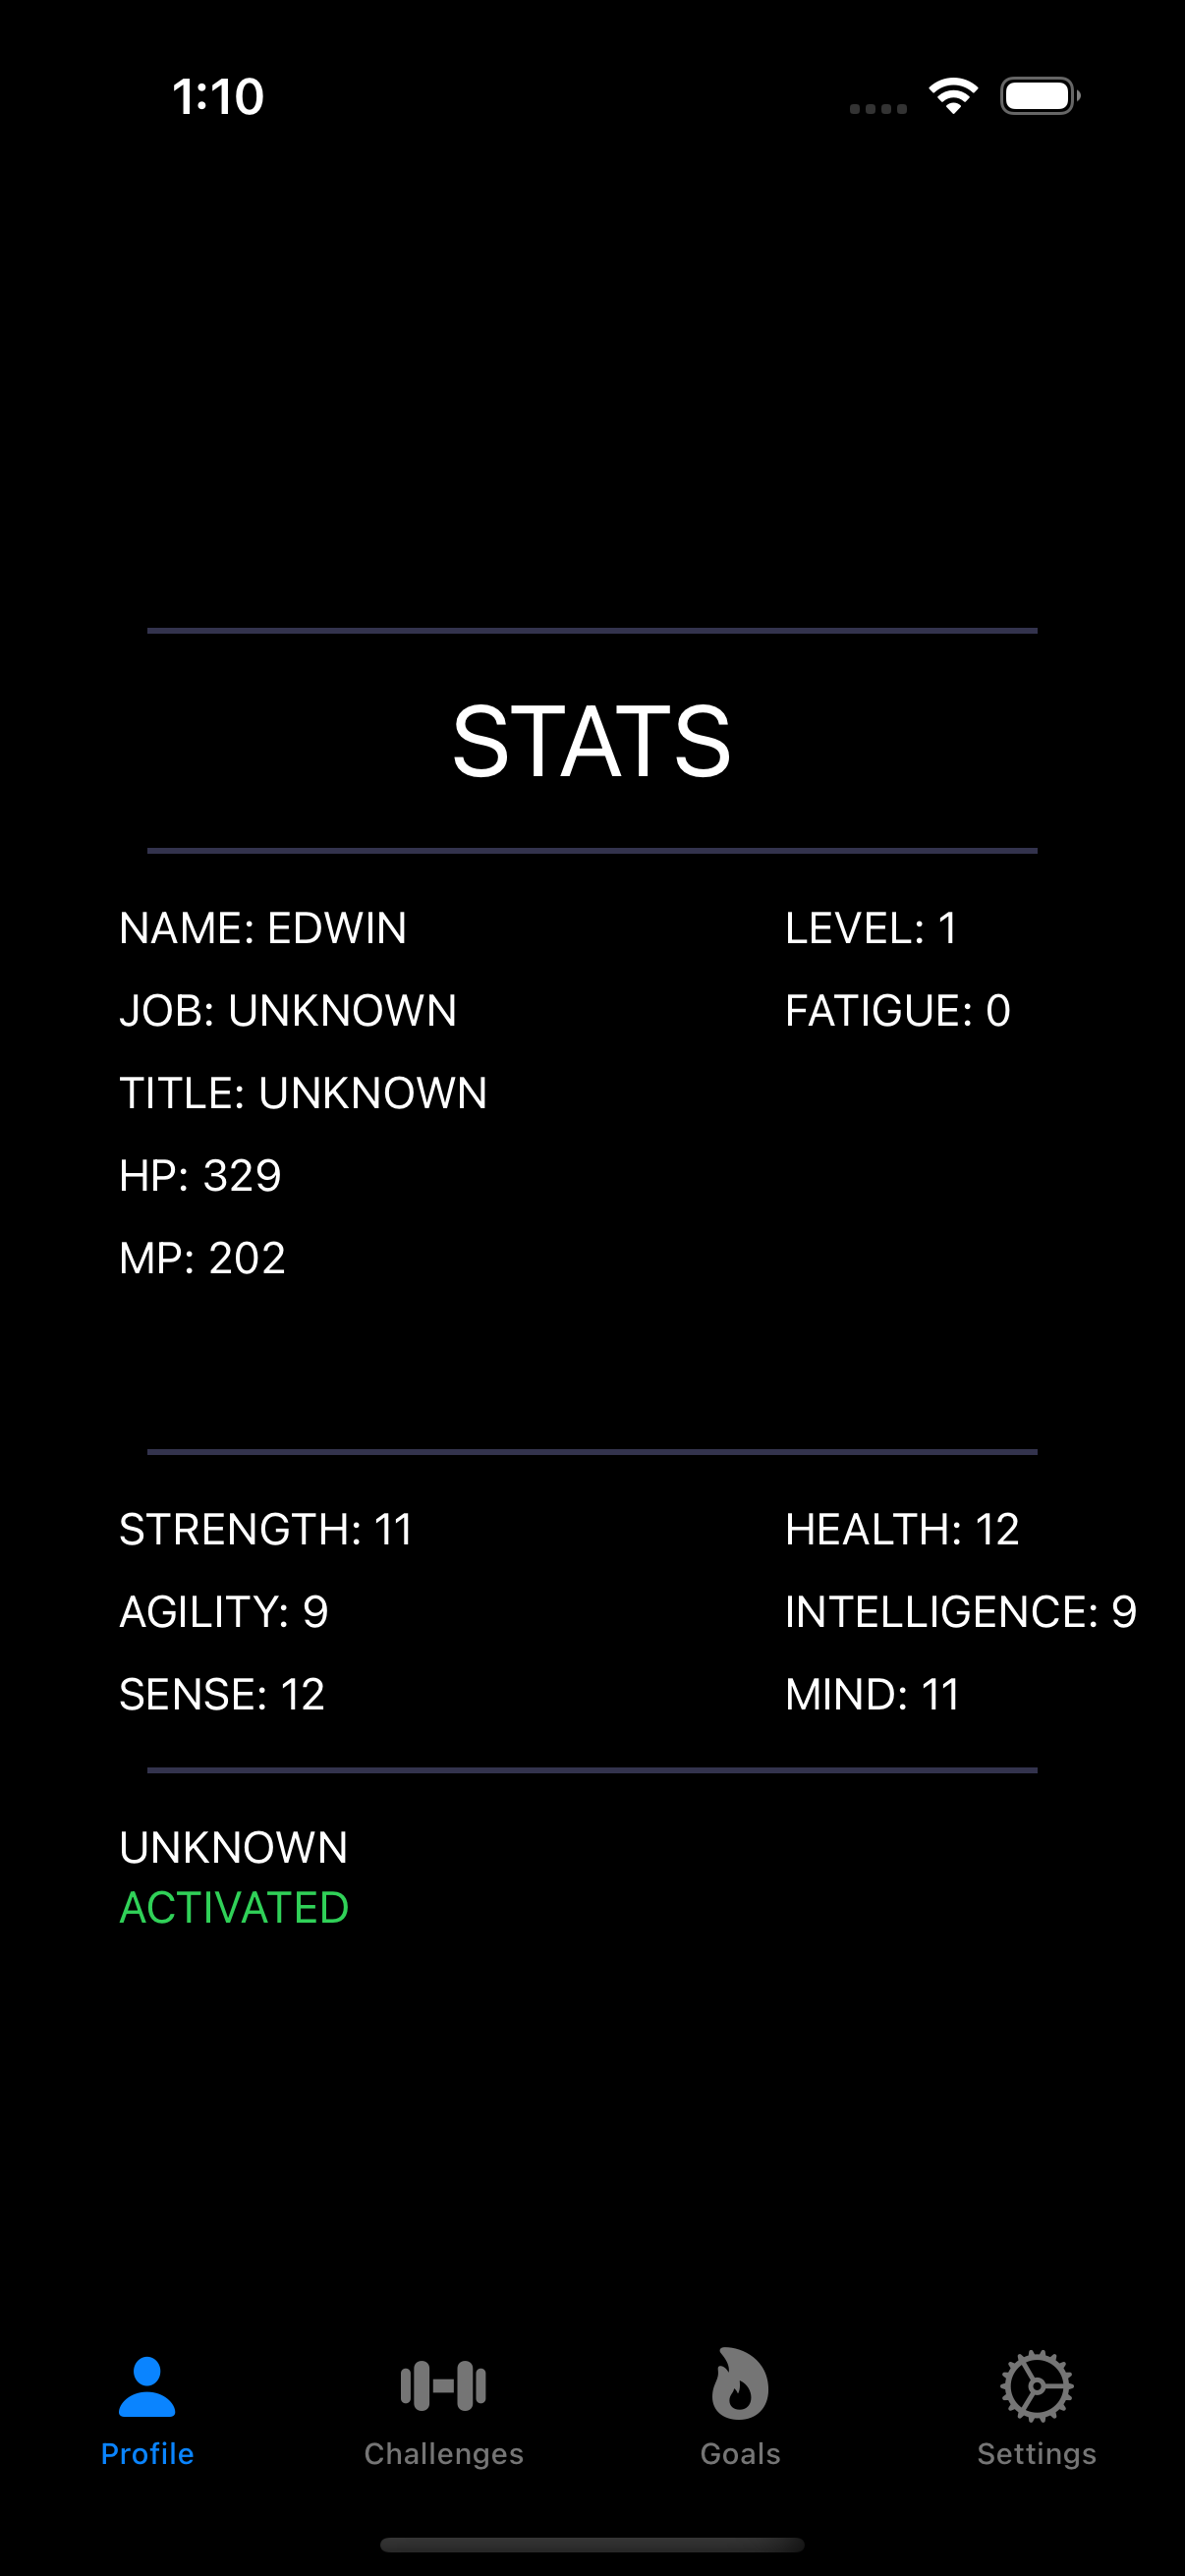 1:10
STATS
NAME: EDWIN
LEVEL: 1
JOB: UNKNOWN
FATIGUE: 0
TITLE: UNKNOWN
HP: 329
MP: 202
STRENGTH: 11
HEALTH: 12
AGILITY: 9
INTELLIGENCE: 9
SENSE: 12
MIND: 11
UNKNOWN
ACTIVATED
Profile
Challenges
Goals
Settings